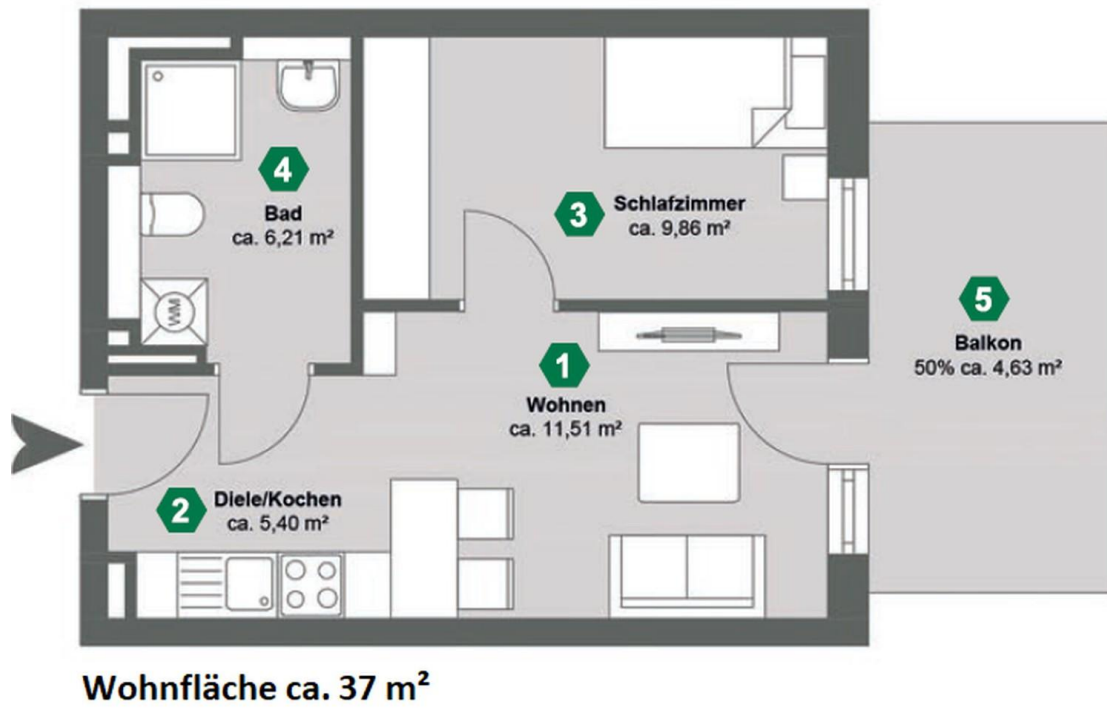 4
Bad
ca. 6,21 m²
3
Schlafzimmer
ca. 9,86 m²
WM
5
Balkon
50% ca. 4,63 m²
1
Wohnen
ca. 11,51 m²
2
Diele/Kochen
ca. 5,40 m²
Wohnfläche ca. 37 m²